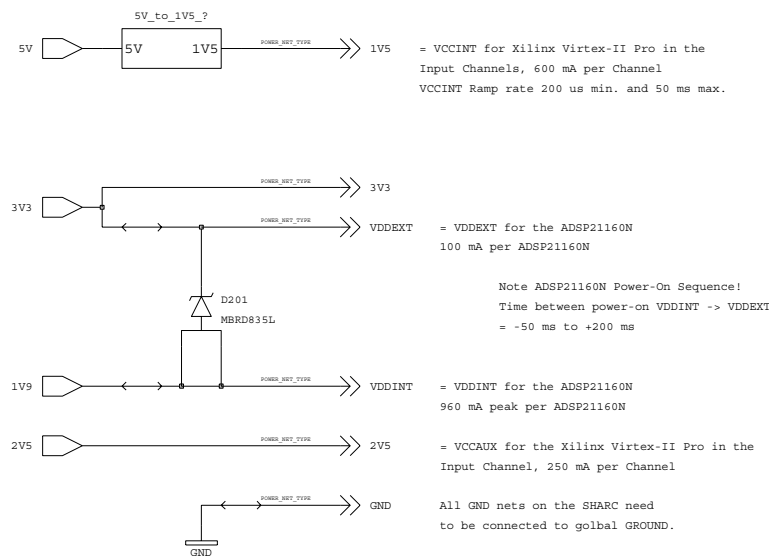 5V_to_1V5_?
5V
5V
1V5
POWER_NET_TYPE
1V5
= VCCINT for Xilinx Virtex-II Pro in the
Input Channels, 600 mA per Channel
VCCINT Ramp rate 200 us min. and 50 ms max.
POWER_NET_TYPE
3V3
3V3
POWER_NET_TYPE
VDDEXT
= VDDEXT for the ADSP21160N
100 mA per ADSP21160N
Note ADSP21160N Power-On Sequence!
Time between power-on VDDINT -> VDDEXT
= -50 ms to +200 ms
D201
MBRD835L
1V9
POWER_NET_TYPE
VDDINT
= VDDINT for the ADSP21160N
960 mA peak per ADSP21160N
2V5
POWER_NET_TYPE
2V5
= VCCAUX for the Xilinx Virtex-II Pro in the
Input Channel, 250 mA per Channel
POWER_NET_TYPE
GND
All GND nets on the SHARC need
to be connected to golbal GROUND.
GND